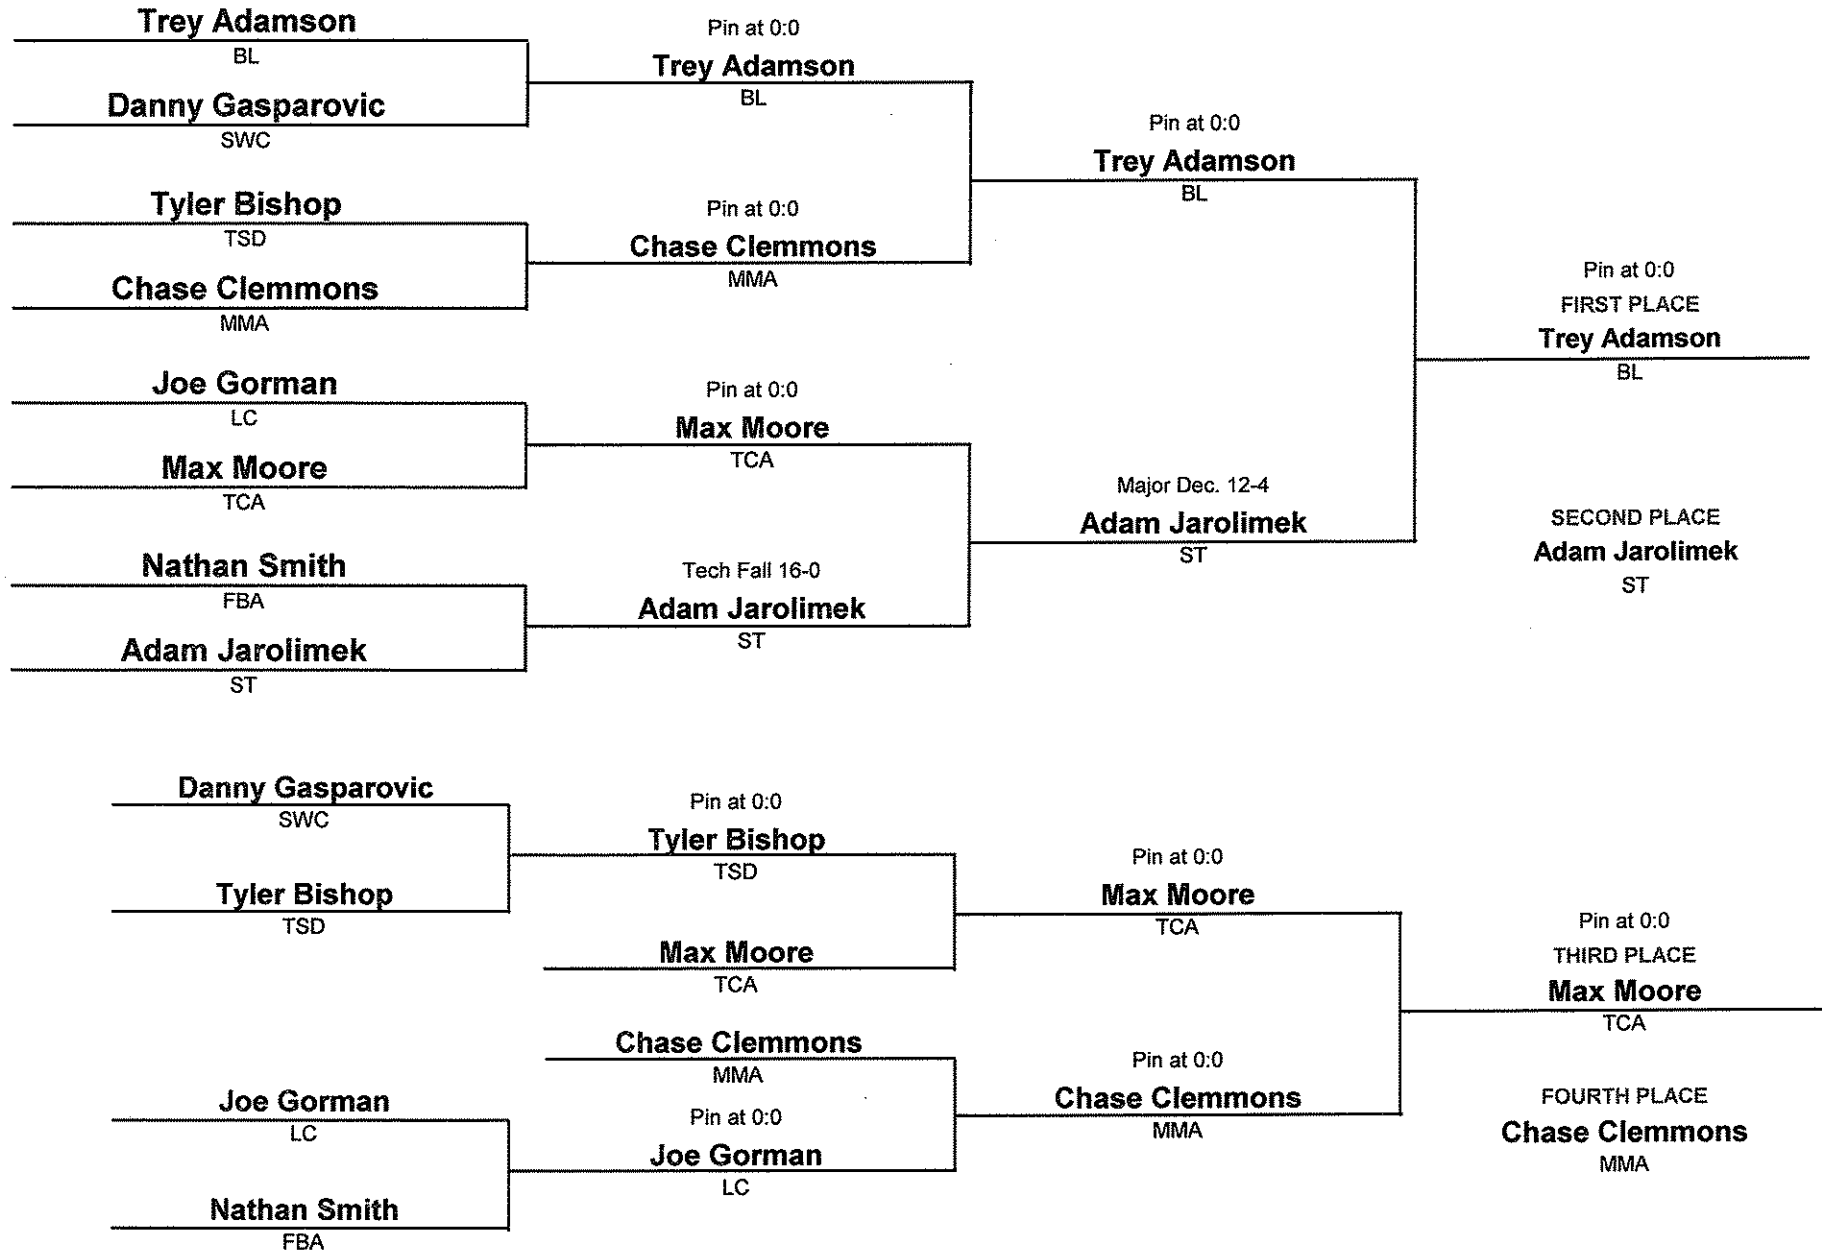 Trey Adamson
BL
Danny Gasparovic
SWC
Tyler Bishop
TSD
Chase Clemmons
MMA
Joe Gorman
LC
Max Moore
TCA
Nathan Smith
FBA
Adam Jarolimek
ST
Pin at 0:0
Trey Adamson
BL
Pin at 0:0
Chase Clemmons
MMA
Pin at 0:0
Max Moore
TCA
Tech Fall 16-0
Adam Jarolimek
ST
Pin at 0:0
Trey Adamson
BL
Major Dec. 12-4
Adam Jarolimek
ST
Pin at 0:0
FIRST PLACE
Trey Adamson
BL
SECOND PLACE
Adam Jarolimek
ST
Danny Gasparovic
SWC
Tyler Bishop
TSD
Joe Gorman
LC
Nathan Smith
FBA
Pin at 0:0
Tyler Bishop
TSD
Max Moore
TCA
Chase Clemmons
MMA
Pin at 0:0
Joe Gorman
LC
Pin at 0:0
Max Moore
TCA
Pin at 0:0
Chase Clemmons
MMA
Pin at 0:0
THIRD PLACE
Max Moore
TCA
FOURTH PLACE
Chase Clemmons
MMA